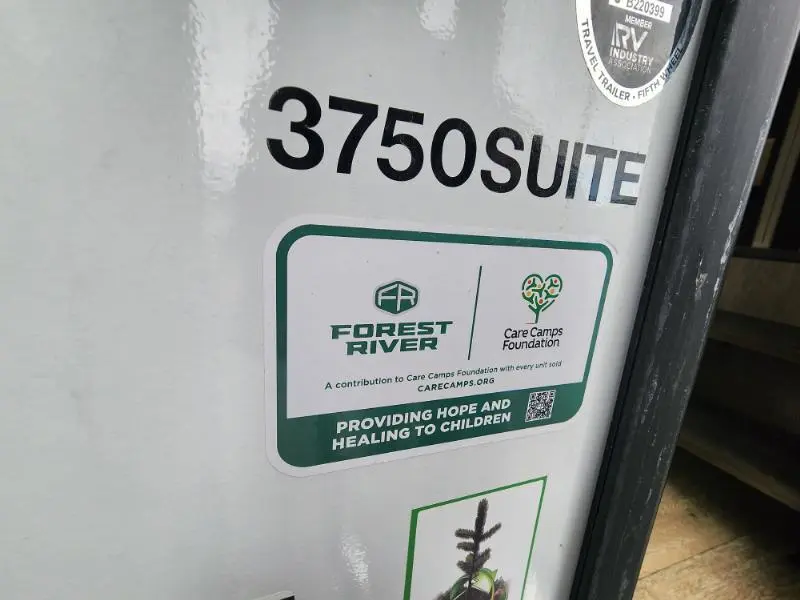 B220399
MEMBER
RV
INDUSTRY
ASSOCIATION
TRAVEL TRAILER • FIFTH WHEEL
3750SUITE
FR
FOREST
RIVER
Care Camps
Foundation
A contribution to Care Camps Foundation with every unit sold
CARECAMPS.ORG
PROVIDING HOPE AND
HEALING TO CHILDREN